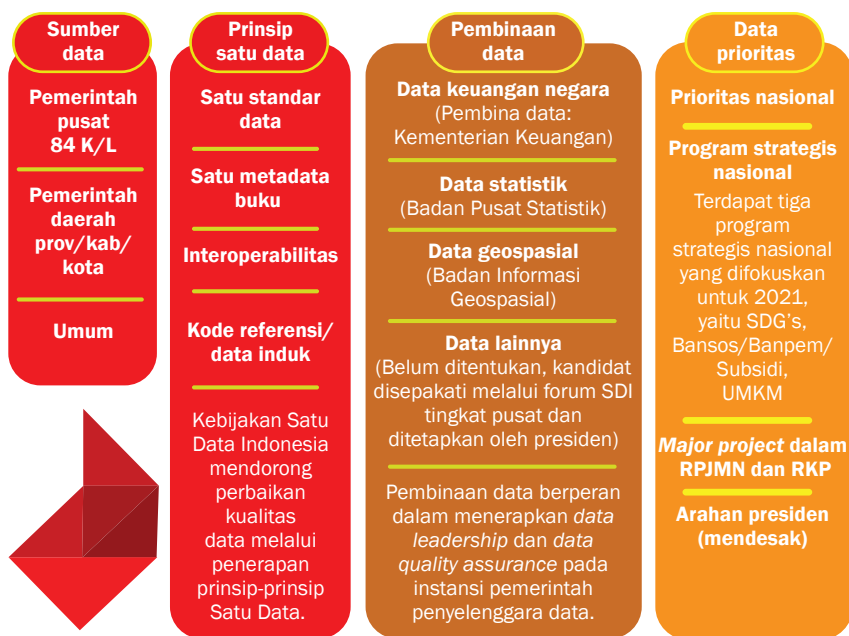 Sumber
data
Pemerintah
pusat
84 K/L
Pemerintah
daerah
prov/kab/
kota
Umum
Prinsip
satu data
Satu standar
data
Satu metadata
buku
Interoperabilitas
Kode referensi/
data induk
Kebijakan Satu
Data Indonesia
mendorong
perbaikan
kualitas
data melalui
penerapan
prinsip-prinsip
Satu Data.
Pembinaan
data
Data keuangan negara
(Pembina data:
Kementerian Keuangan)
Data statistik
(Badan Pusat Statistik)
Data geospasial
(Badan Informasi
Geospasial)
Data lainnya
(Belum ditentukan, kandidat
disepakati melalui forum SDI
tingkat pusat dan
ditetapkan oleh presiden)
Pembinaan data berperan
dalam menerapkan data
leadership dan data
quality assurance pada
instansi pemerintah
penyelenggara data.
Data
prioritas
Prioritas nasional
Program strategis
nasional
Terdapat tiga
program
strategis nasional
yang difokuskan
untuk 2021,
yaitu SDG's,
Bansos/Banpem/
Subsidi,
UMKM
Major project dalam
RPJMN dan RKP
Arahan presiden
(mendesak)